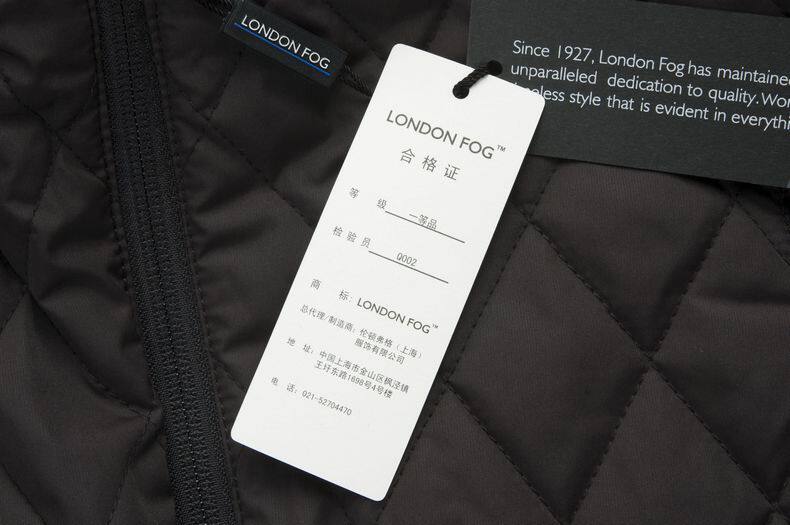 LONDON FOG
Since 1927, London Fog has maintained
unparalleled dedication to quality. Wor
style that is evident in everythi
LONDON FOG™
合格证
等 级 一等品
检验员 Q002
商 标: LONDON FOG™
总代理/制造商: 伦顿弗格(上海)
服饰有限公司
地 址: 中国上海市金山区枫泾镇
王圩东路1698号4号楼
电 话: 021-52704470